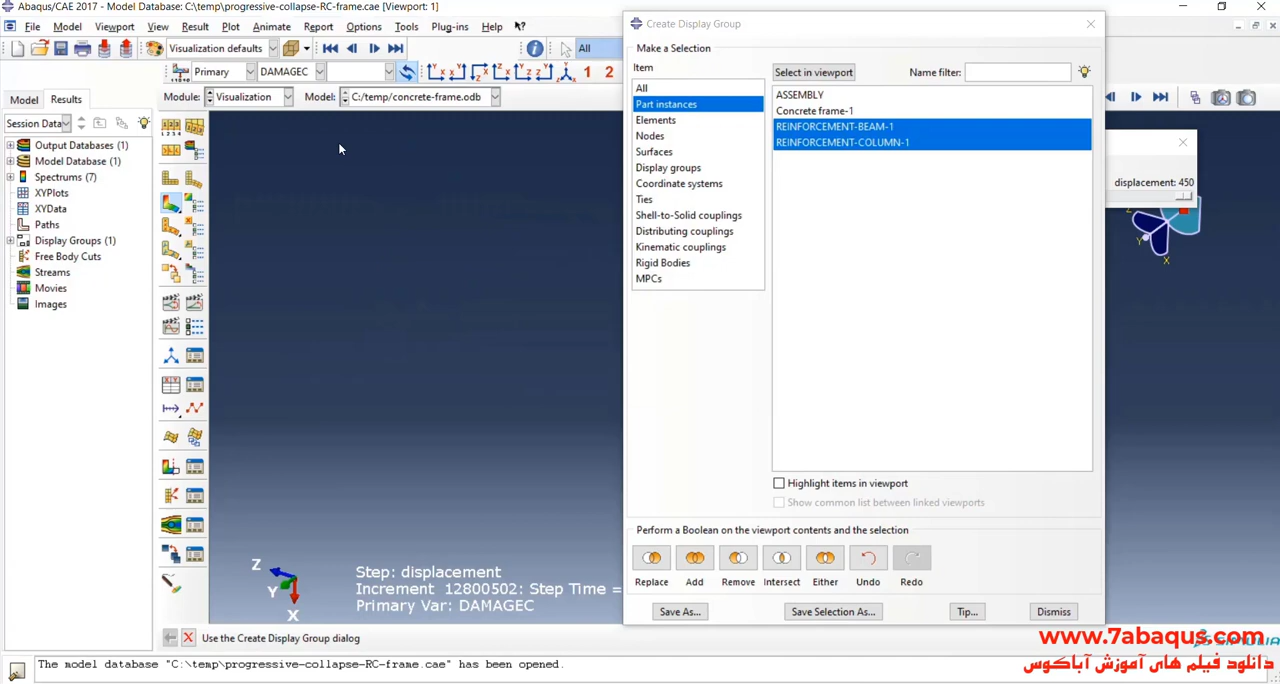 Abaqus/CAE 2017 - Model Database: C:\temp\progressive-collapse-RC-frame.cae [Viewport: 1]
File Model Viewport View Result Plot Animate Report Options Tools Plug-ins Help
Visualization defaults All
Primary DAMAGEC 1 2
Model Results Module: Visualization Model: C:/temp/concrete-frame.odb
Session Data
Output Databases (1)
Model Database (1)
Spectrums (7)
XYPlots
XYData
Paths
Display Groups (1)
Free Body Cuts
Streams
Movies
Images
Create Display Group
Make a Selection
Item
Select in viewport Name filter:
All
Part instances
Elements
Nodes
Surfaces
Display groups
Coordinate systems
Ties
Shell-to-Solid couplings
Distributing couplings
Kinematic couplings
Rigid Bodies
MPCs
ASSEMBLY
Concrete frame-1
REINFORCEMENT-BEAM-1
REINFORCEMENT-COLUMN-1
Highlight items in viewport
Show common list between linked viewports
Perform a Boolean on the viewport contents and the selection
Replace Add Remove Intersect Either Undo Redo
Save As... Save Selection As... Tip... Dismiss
displacement: 450
Z
Y
X
Z
Y
X
Step: displacement
Increment 12800502: Step Time =
Primary Var: DAMAGEC
Use the Create Display Group dialog
The model database "C:\temp\progressive-collapse-RC-frame.cae" has been opened.
www.7abaqus.com
دانلود فیلم های آموزش آباکوس